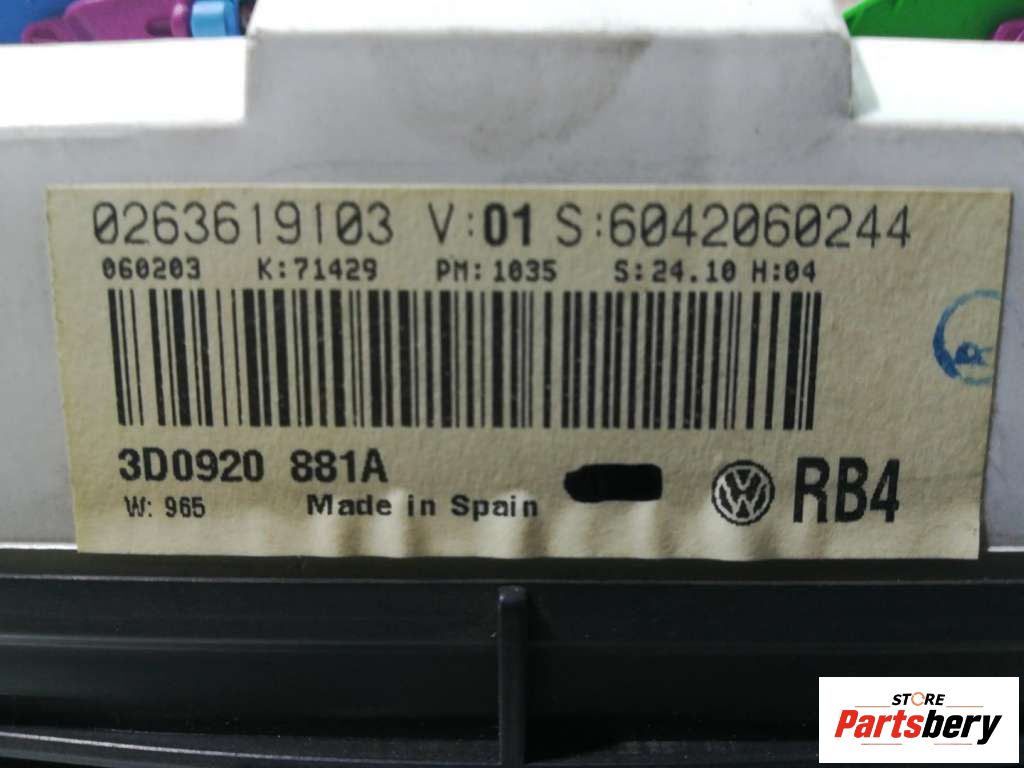 0263619103 V:01 S:6042060244
060203 K:71429 PM:1035 S:24.10 H:04
3D0920 881A
W: 965 Made in Spain
RB4
STORE
Partsbery